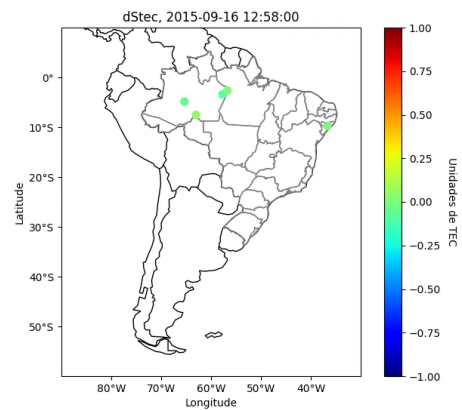 dStec, 2015-09-16 12:58:00
0°
10°S
20°S
30°S
40°S
50°S
Latitude
80°W 70°W 60°W 50°W 40°W
Longitude
1.00
0.75
0.50
0.25
0.00
−0.25
−0.50
−0.75
−1.00
Unidades de TEC